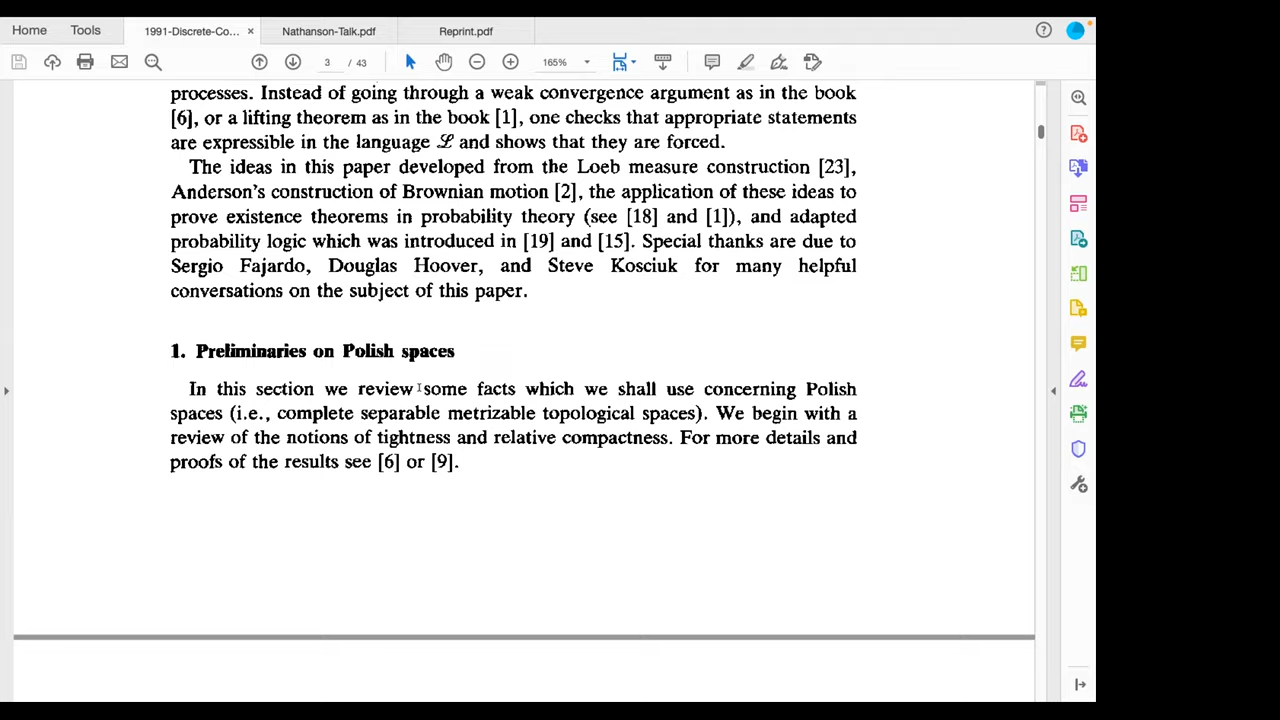 Home Tools 1991-Discrete-Co... × Nathanson-Talk.pdf Reprint.pdf
3 / 43 165%
processes. Instead of going through a weak convergence argument as in the book
[6], or a lifting theorem as in the book [1], one checks that appropriate statements
are expressible in the language ℒ and shows that they are forced.
The ideas in this paper developed from the Loeb measure construction [23],
Anderson's construction of Brownian motion [2], the application of these ideas to
prove existence theorems in probability theory (see [18] and [1]), and adapted
probability logic which was introduced in [19] and [15]. Special thanks are due to
Sergio Fajardo, Douglas Hoover, and Steve Kosciuk for many helpful
conversations on the subject of this paper.
1. Preliminaries on Polish spaces
In this section we review some facts which we shall use concerning Polish
spaces (i.e., complete separable metrizable topological spaces). We begin with a
review of the notions of tightness and relative compactness. For more details and
proofs of the results see [6] or [9].